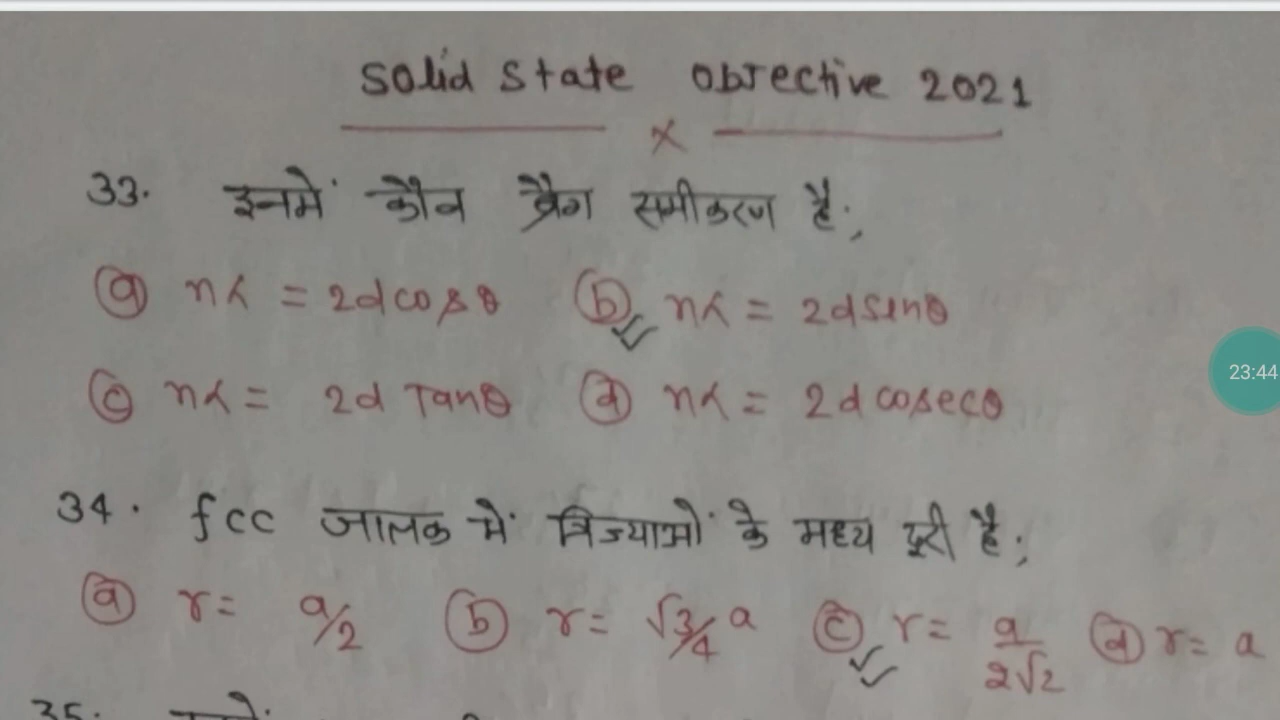 Solid State Objective 2021
x
33. इनमें कौन ब्रैग समीकरण है;
ⓐ nλ = 2d cosθ ⓑ nλ = 2d sinθ
ⓒ nλ = 2d Tanθ ⓓ nλ = 2d cosecθ
23:44
34. fcc जालक में त्रिज्याओं के मध्य दूरी है;
ⓐ r = a/2 ⓑ r = √3/4 a ⓒ r = a/2√2 ⓓ r = a
35.